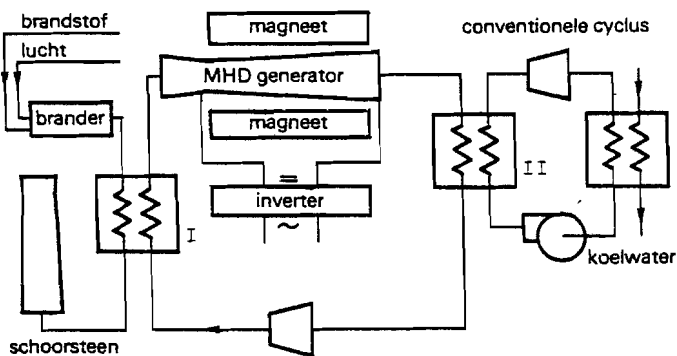 brandstof
lucht
brander
magneet
MHD generator
magneet
=
inverter
~
conventionele cyclus
I
II
koelwater
schoorsteen